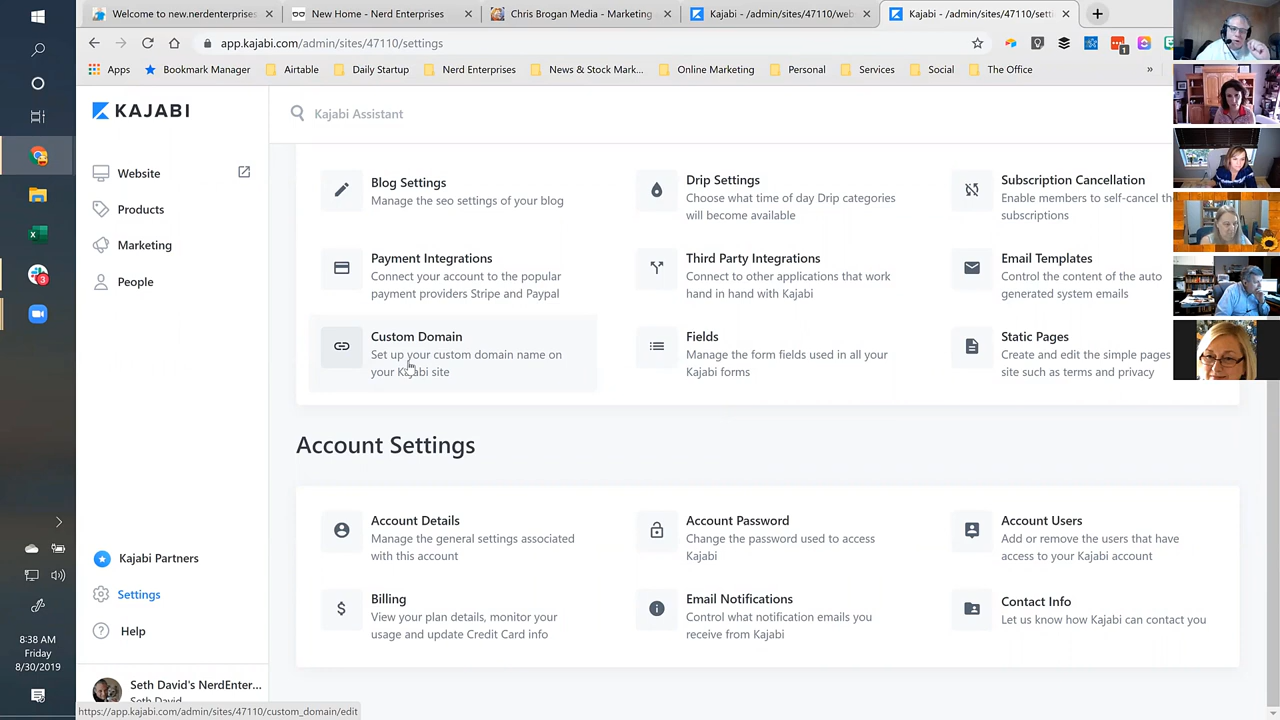 Welcome to new.nerdenterprises
New Home - Nerd Enterprises
Chris Brogan Media - Marketing
Kajabi - /admin/sites/47110/web
Kajabi - /admin/sites/47110/setti
app.kajabi.com/admin/sites/47110/settings
1
Apps
Bookmark Manager
Airtable
Daily Startup
Nerd
Stock Mark...
Online Marketing
Personal
Services
Social
Office
»
KAJABI
Kajabi Assistant
Website
Products
Marketing
People
Blog Settings
Manage the seo settings of your blog
Drip Settings
Choose what time of day Drip categories
will become available
Subscription Cancellation
Enable members to self-cancel th
subscriptions
Payment Integrations
Connect your account to the popular
payment providers Stripe and Paypal
Third Party Integrations
Connect to other applications that work
hand in hand with Kajabi
Email Templates
Control the content of the auto
generated system emails
Custom Domain
Set up your custom domain name on
your Kajabi site
Fields
Manage the form fields used in all your
Kajabi forms
Static Pages
Create and edit the simple pages
site such as terms and privacy
Account Settings
Account Details
Manage the general settings associated
with this account
Account Password
Change the password used to access
Kajabi
Account Users
Add or remove the users that have
access to your Kajabi account
Billing
View your plan details, monitor your
usage and update Credit Card info
Email Notifications
Control what notification emails you
receive from Kajabi
Contact Info
Let us know how Kajabi can contact you
Kajabi Partners
Settings
Help
Seth David's NerdEnter...
Seth David
https://app.kajabi.com/admin/sites/47110/custom_domain/edit
3
8:38 AM
Friday
8/30/2019